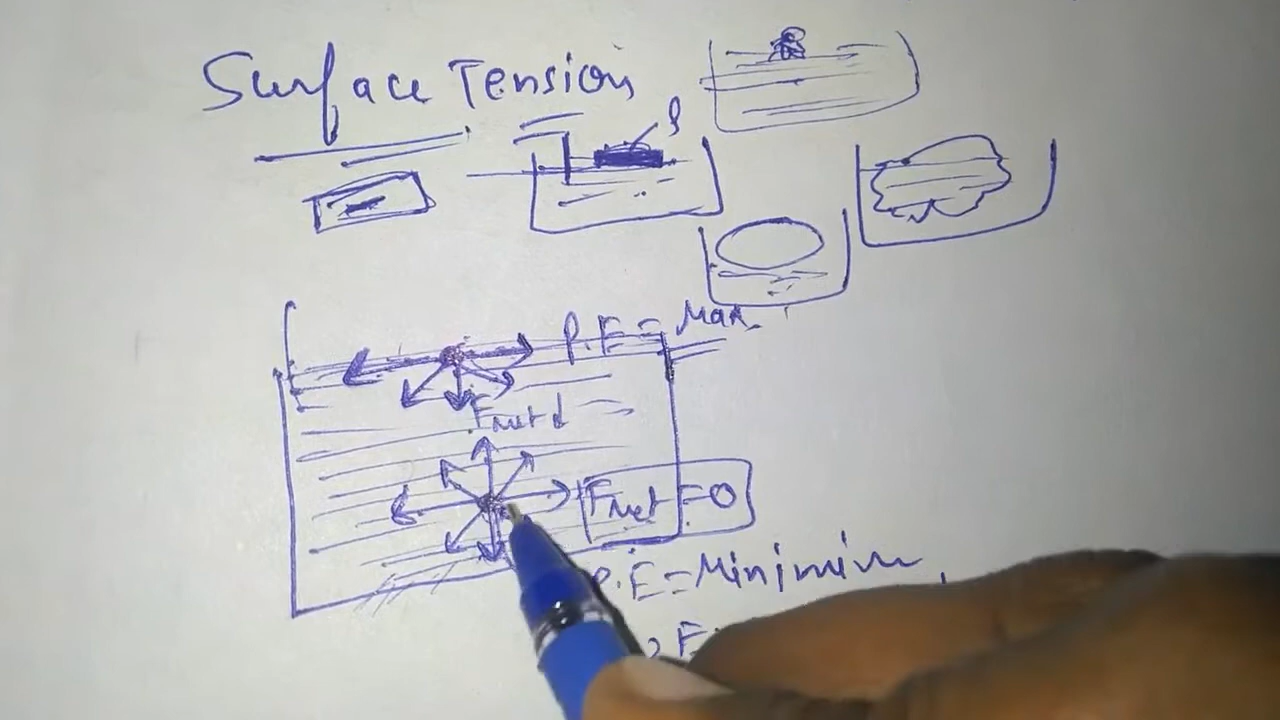 Surface Tension
P.E = Max.
Fnet ↓
Fnet = 0
P.E = Minimum